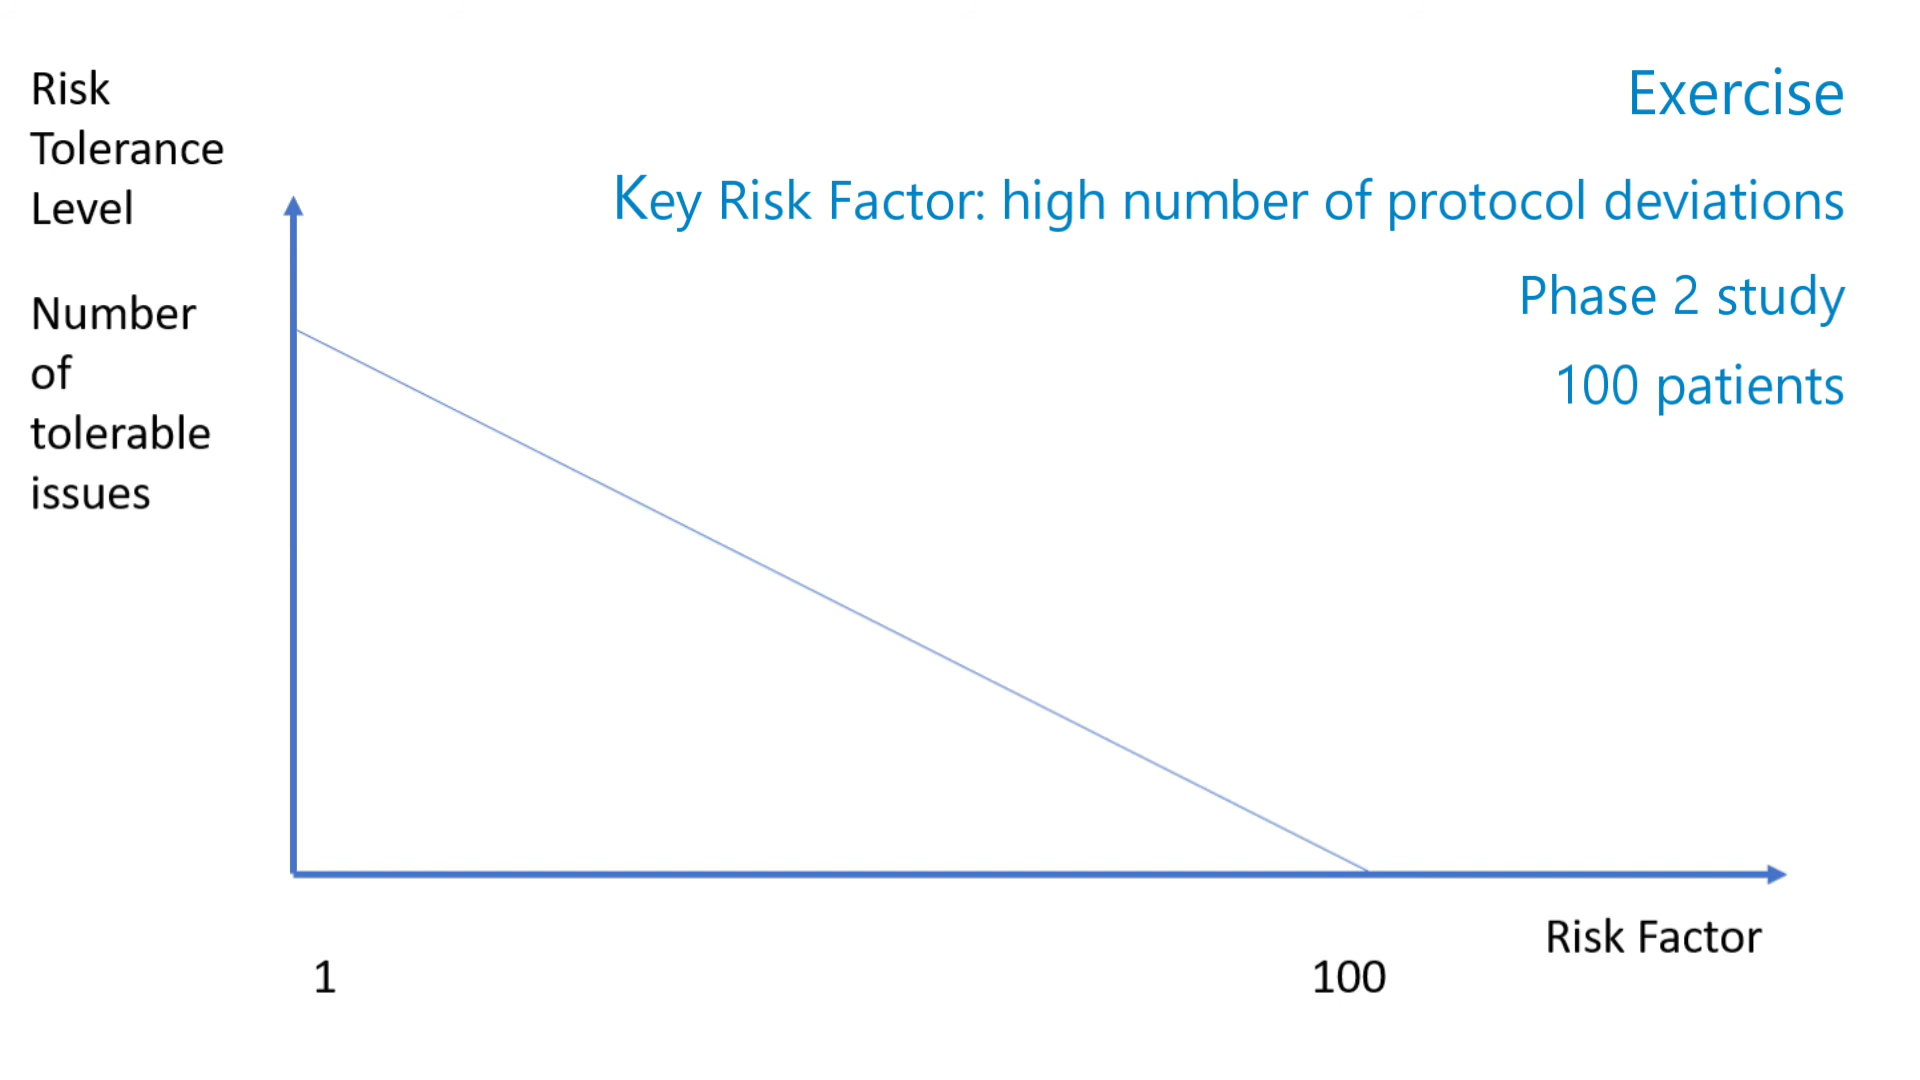 Risk
Tolerance
Level
Number
of
tolerable
issues
Exercise
Key Risk Factor: high number of protocol deviations
Phase 2 study
100 patients
Risk Factor
1
100